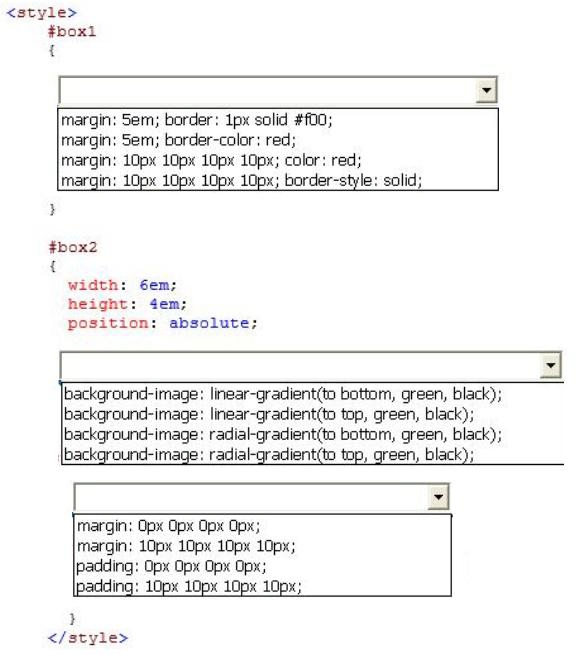 <style>
#box1
{
margin: 5em; border: 1px solid #f00;
margin: 5em; border-color: red;
margin: 10px 10px 10px 10px; color: red;
margin: 10px 10px 10px 10px; border-style: solid;
}
#box2
{
width: 6em;
height: 4em;
position: absolute;
background-image: linear-gradient(to bottom, green, black);
background-image: linear-gradient(to top, green, black);
background-image: radial-gradient(to bottom, green, black);
background-image: radial-gradient(to top, green, black);
margin: 0px 0px 0px 0px;
margin: 10px 10px 10px 10px;
padding: 0px 0px 0px 0px;
padding: 10px 10px 10px 10px;
}
</style>